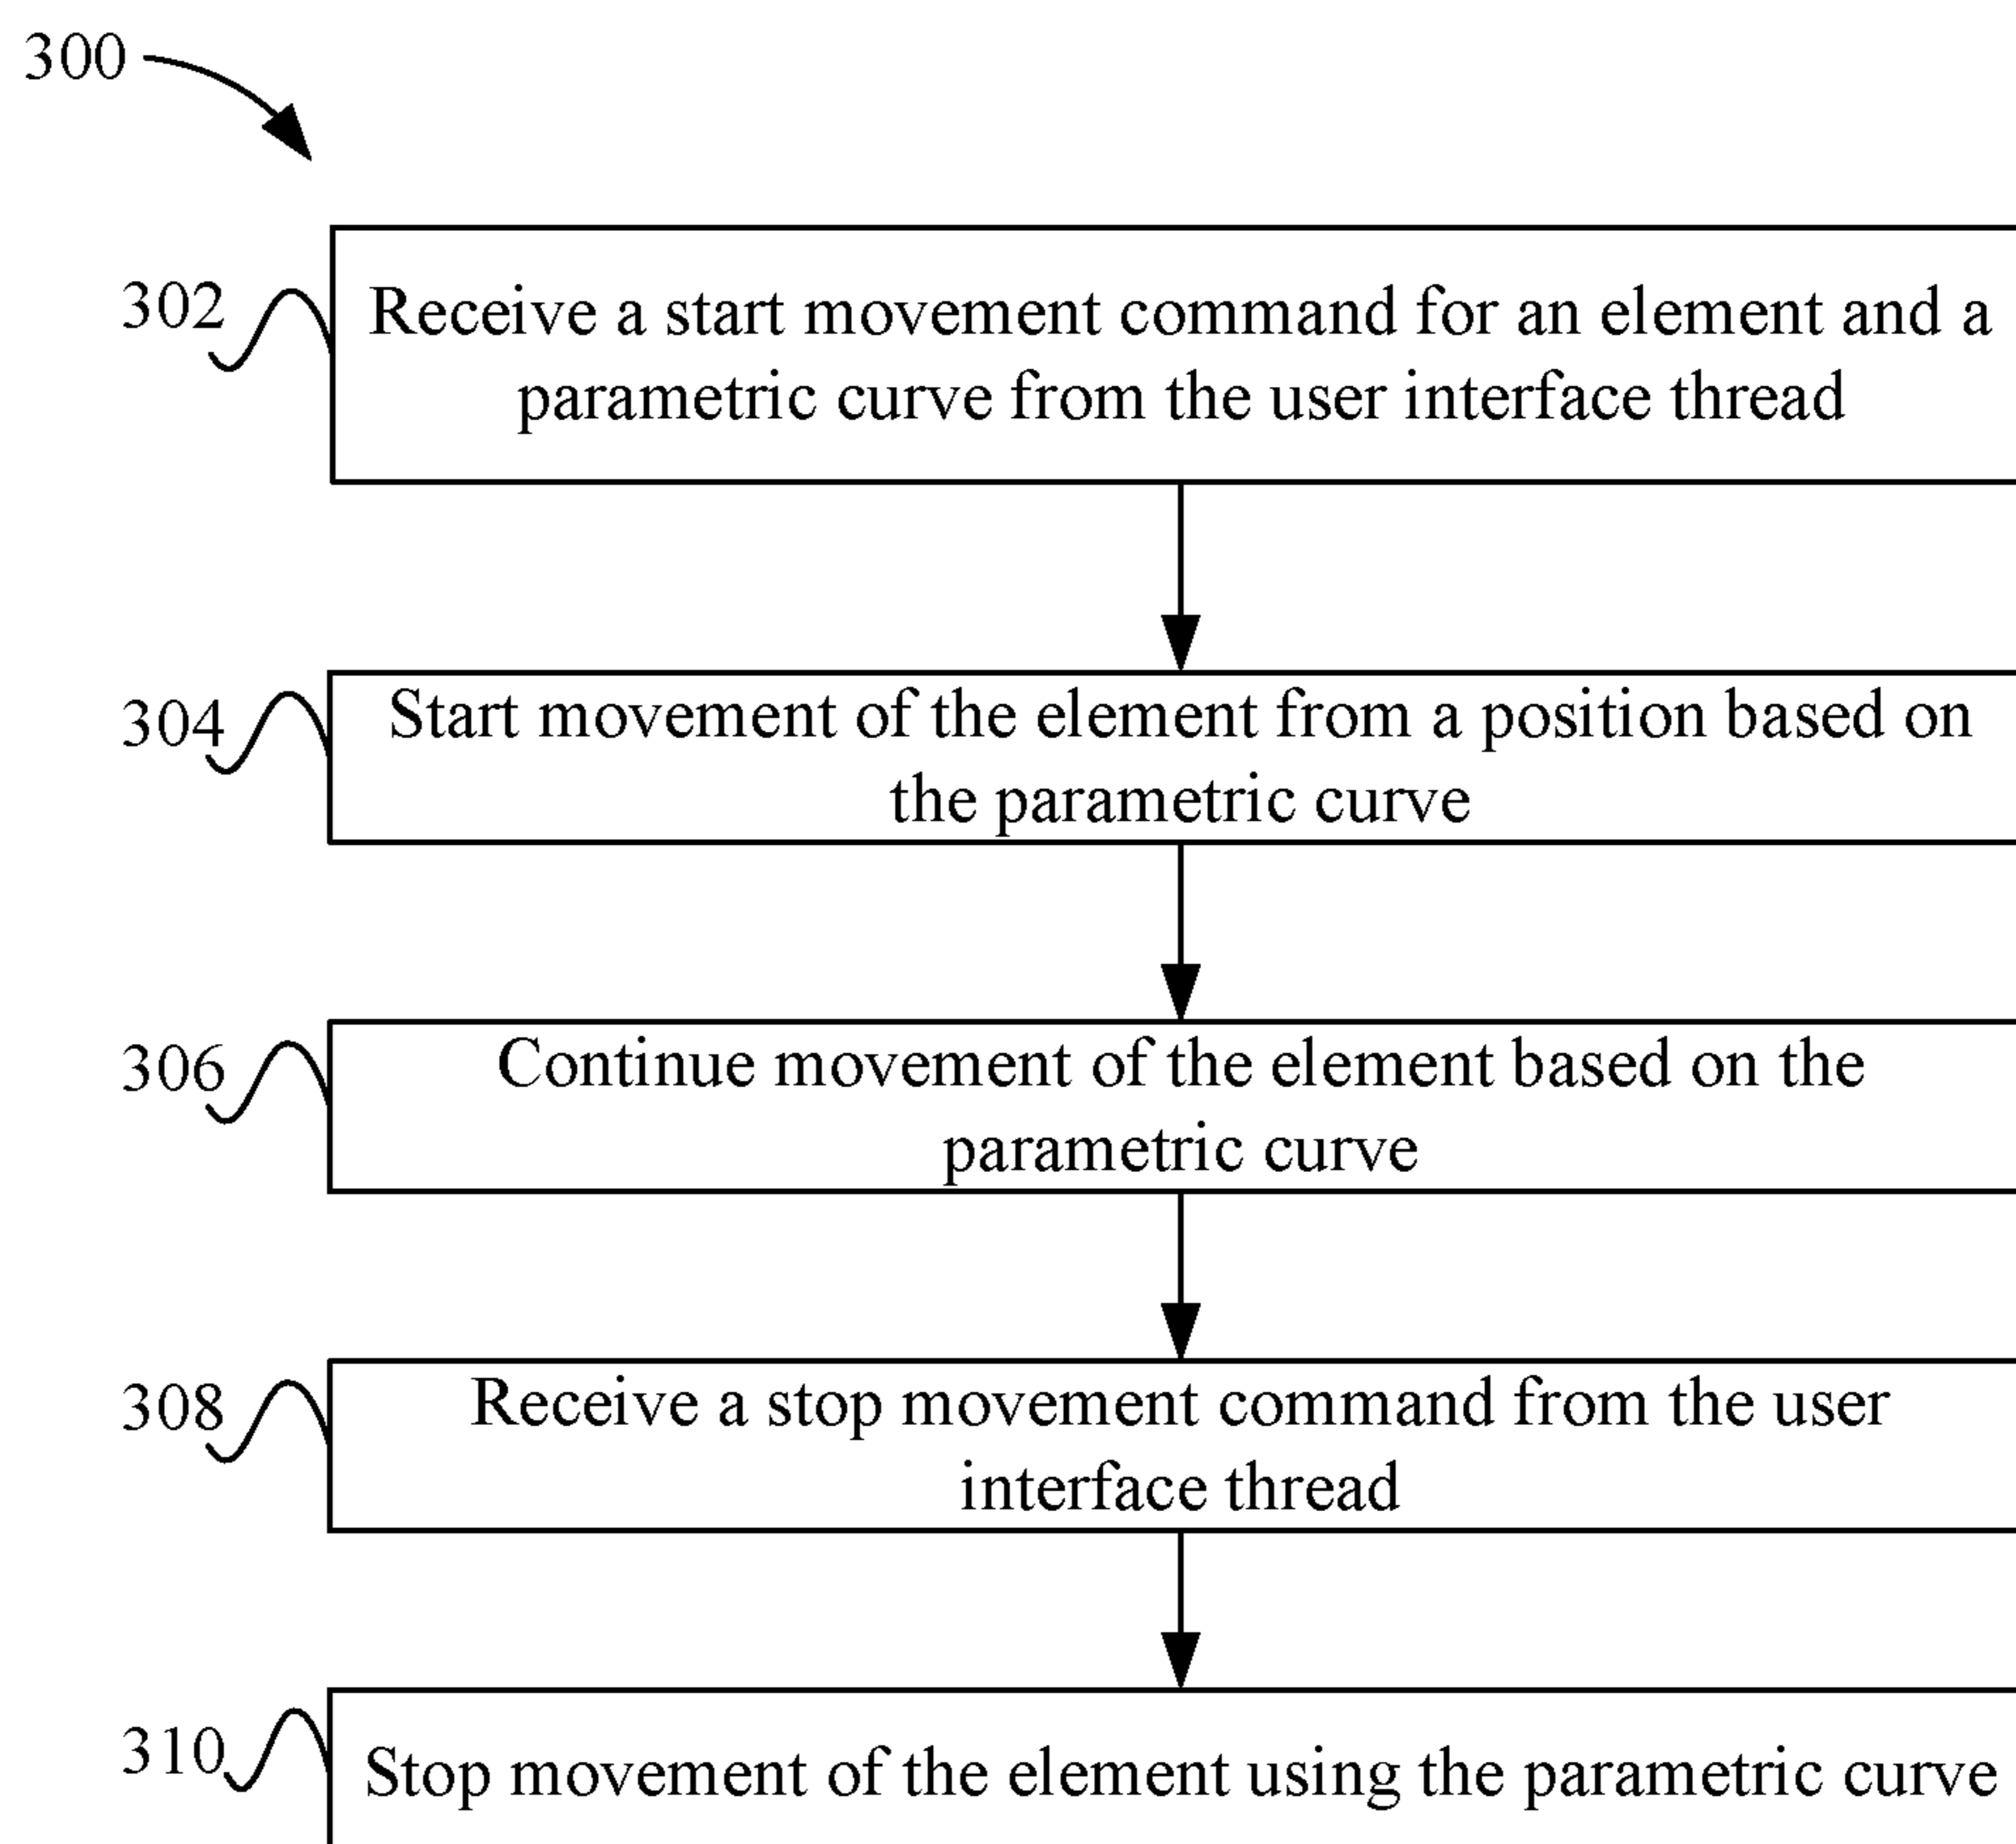 300
302
Receive a start movement command for an element and a
parametric curve from the user interface thread
304
Start movement of the element from a position based on
the parametric curve
306
Continue movement of the element based on the
parametric curve
308
Receive a stop movement command from the user
interface thread
310
Stop movement of the element using the parametric curve